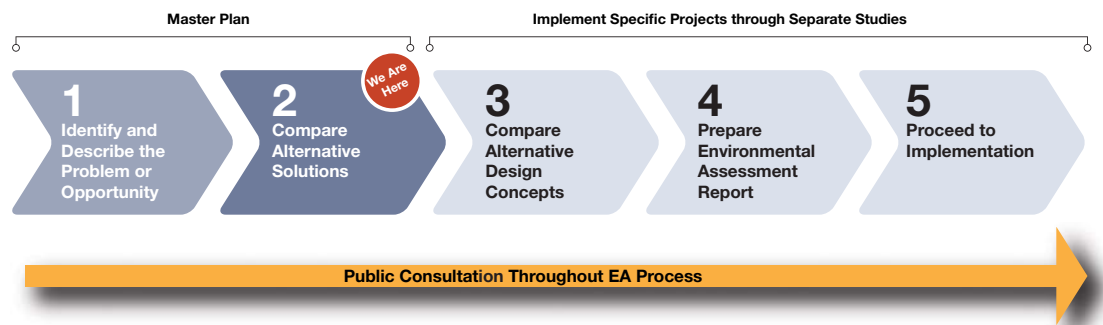 Master Plan
Implement Specific Projects through Separate Studies
1
Identify and
Describe the
Problem or
Opportunity
2
Compare
Alternative
Solutions
We Are
Here
3
Compare
Alternative
Design
Concepts
4
Prepare
Environmental
Assessment
Report
5
Proceed to
Implementation
Public Consultation Throughout EA Process